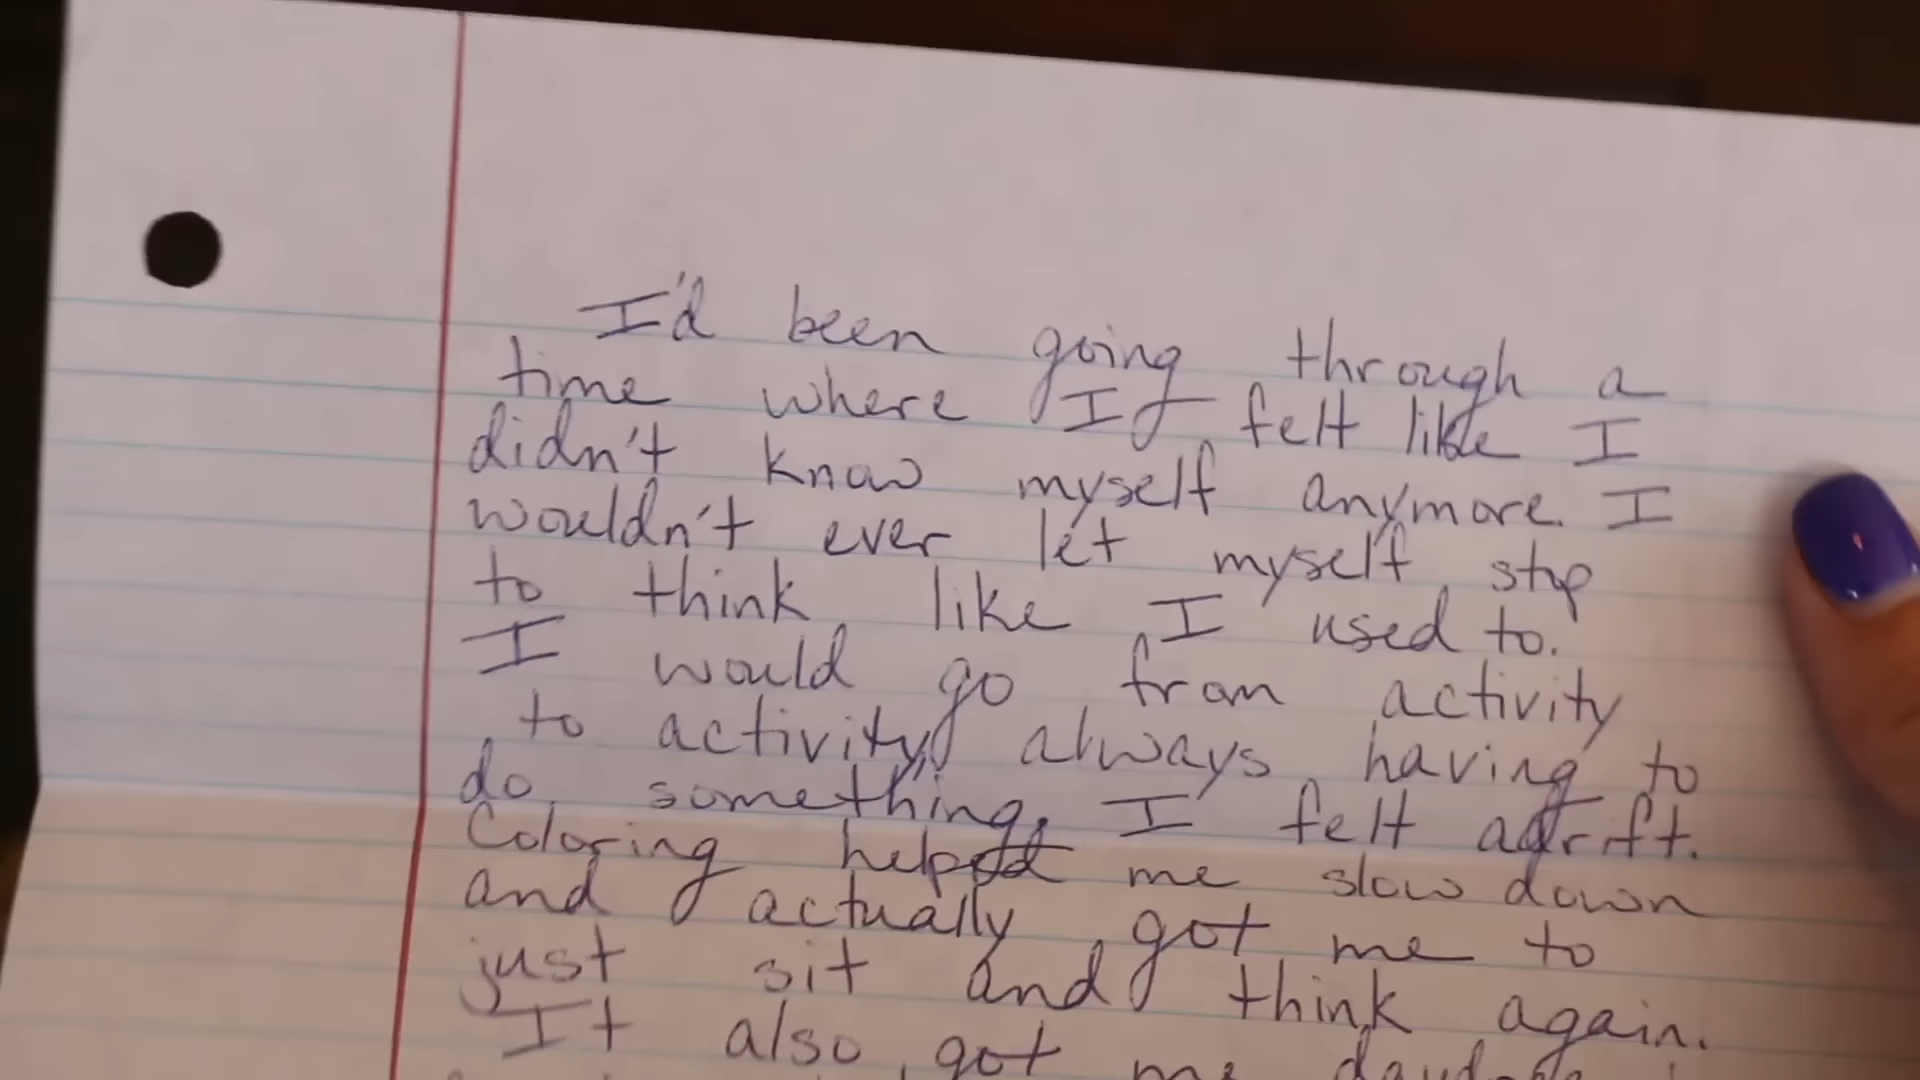 I'd been going through a
time where I felt like I
didn't know myself anymore. I
wouldn't ever let myself stop
to think like I used to.
I would go from activity
to activity, always having to
do something. I felt adrift.
Coloring helped me slow down
and actually got me to
just sit and think again.
It also got me